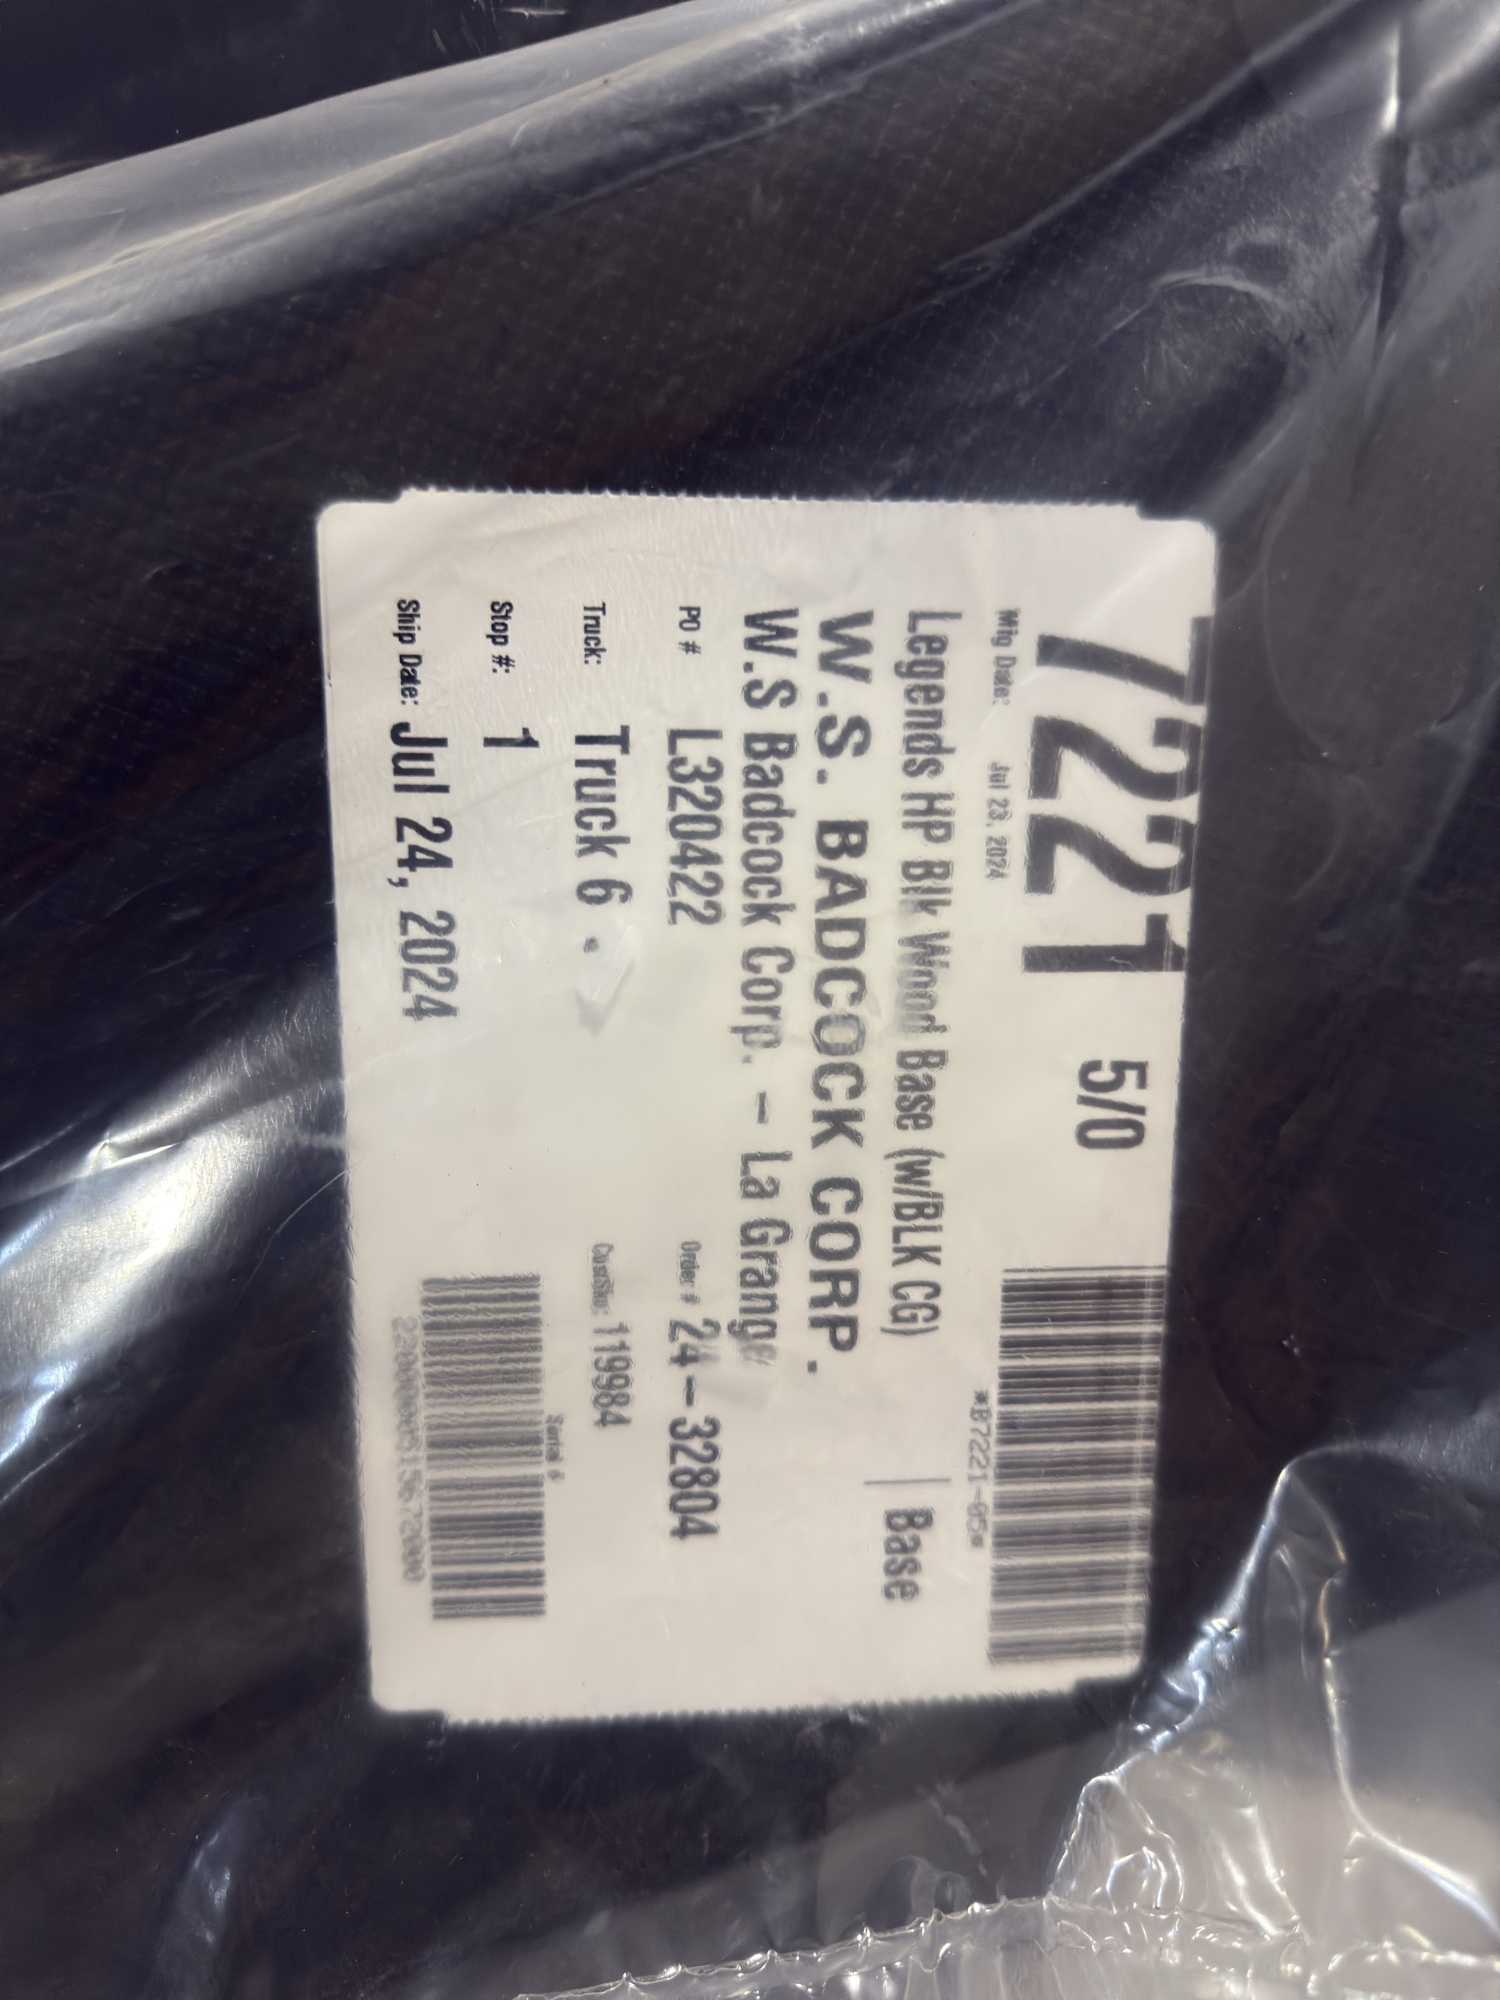 7221 5/0
*B7221-05*
Mfg Date: Jul 23, 2024
Legends HP Blk Wood Base (w/BLK CG) | Base
W.S. BADCOCK CORP.
W.S Badcock Corp. - La Grange
PO # L320422 Order: # 24-32804
Truck: Truck 6 - CustSku: 119984
Stop #: 1 Serial #
Ship Date: Jul 24, 2024